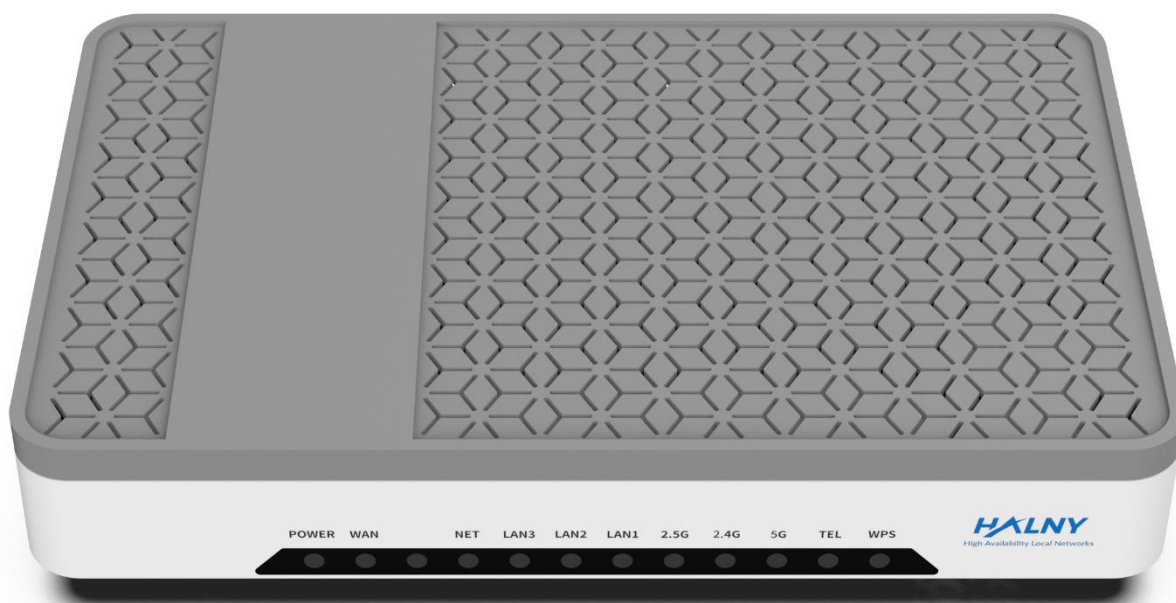 POWER WAN NET LAN3 LAN2 LAN1 2.5G 2.4G 5G TEL WPS
HALNY
High Availability Local Networks